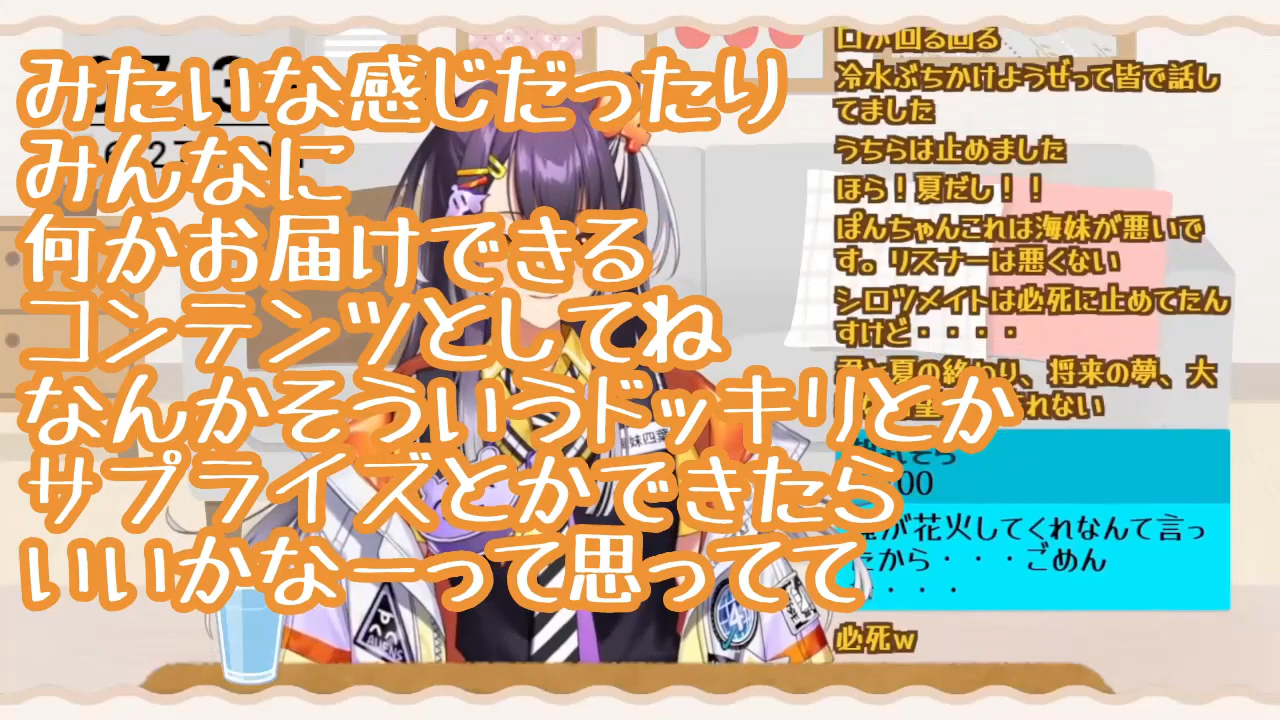 みたいな感じだったり
みんなに
何かお届けできる
コンテンツとしてね
なんかそういうドッキリとか
サプライズとかできたら
いいかなーって思ってて
口が回る回る
冷水ぶちかけようぜって皆で話し
てました
うちらは止めました
ほら！夏だし！！
ぽんちゃんこれは海妹が悪いで
す。リスナーは悪くない
シロツメイトは必死に止めてたん
すけど・・・・
君と夏の終わり、将来の夢、大
れない
00
が花火してくれなんて言っ
たから・・・ごめん
・・・
必死w
妹四葉
ALIENS
4